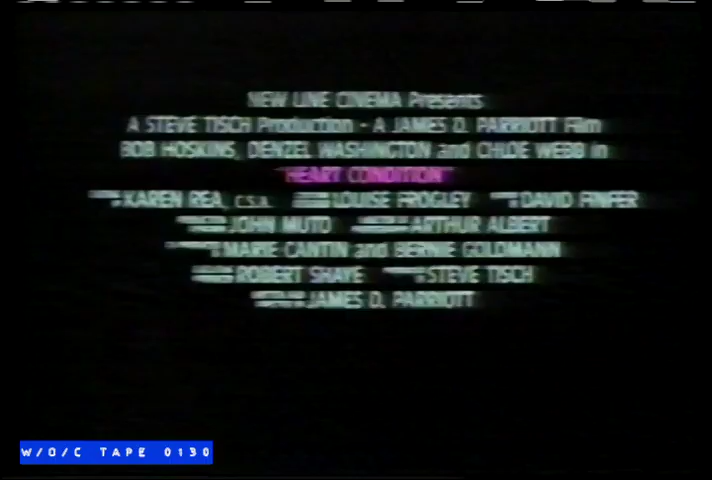 NEW LINE CINEMA Presents
A STEVE TISCH Production - A JAMES D. PARRIOTT Film
BOB HOSKINS, DENZEL WASHINGTON and CHLOE WEBB in
"HEART CONDITION"
KAREN REA, C.S.A. LOUISE FROGLEY DAVID FINFER
JOHN MUTO ARTHUR ALBERT
MARIE CANTIN and BERNIE GOLDMANN
ROBERT SHAYE STEVE TISCH
JAMES D. PARRIOTT
W/O/C TAPE 0130